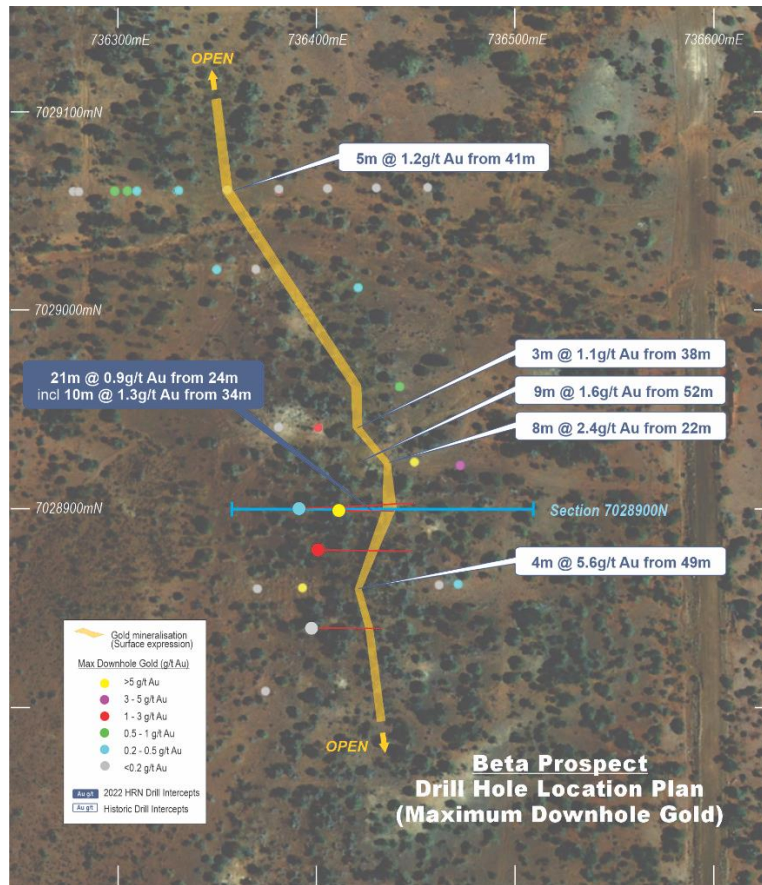 736300mE
736400mE
736500mE
736600mE
OPEN
7029100mN
5m @ 1.2g/t Au from 41m
7029000mN
3m @ 1.1g/t Au from 38m
21m @ 0.9g/t Au from 24m
incl 10m @ 1.3g/t Au from 34m
9m @ 1.6g/t Au from 52m
8m @ 2.4g/t Au from 22m
7028900mN
Section 7028900N
4m @ 5.6g/t Au from 49m
Gold mineralisation
(Surface expression)
Max Downhole Gold (g/t Au)
>5 g/t Au
3 - 5 g/t Au
1 - 3 g/t Au
0.5 - 1 g/t Au
0.2 - 0.5 g/t Au
<0.2 g/t Au
Au g/t 2022 HRN Drill Intercepts
Au g/t Historic Drill Intercepts
OPEN
Beta Prospect
Drill Hole Location Plan
(Maximum Downhole Gold)